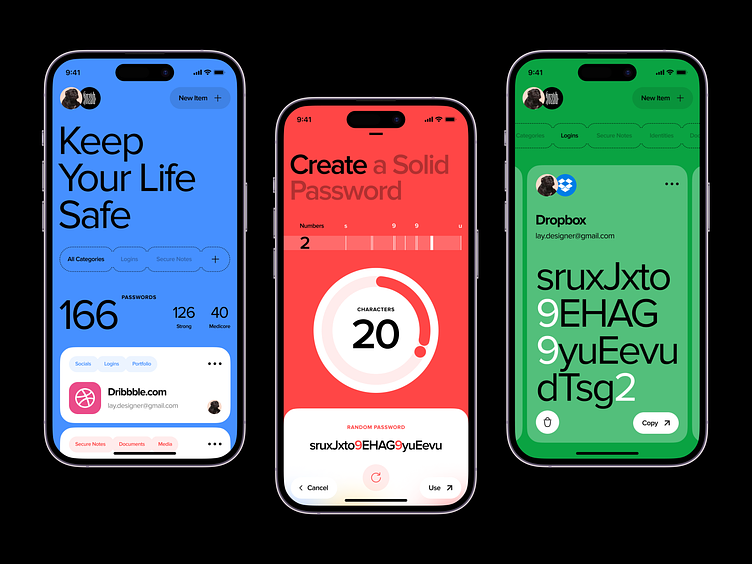 9:41
New Item +
Keep
Your Life
Safe
All Categories
Logins
Secure Notes
+
166
PASSWORDS
126
Strong
40
Medicore
Socials
Logins
Portfolio
Dribbble.com
lay.designer@gmail.com
Secure Notes
Documents
Media
9:41
Create a Solid
Password
Numbers
s
9
9
u
2
CHARACTERS
20
RANDOM PASSWORD
sruxJxto9EHAG9yuEevu
Cancel
Use
9:41
New Item +
Categories
Logins
Secure Notes
Identifies
Dropbox
lay.designer@gmail.com
sruxJxto
9EHAG
9yuEevu
dTsg2
Copy